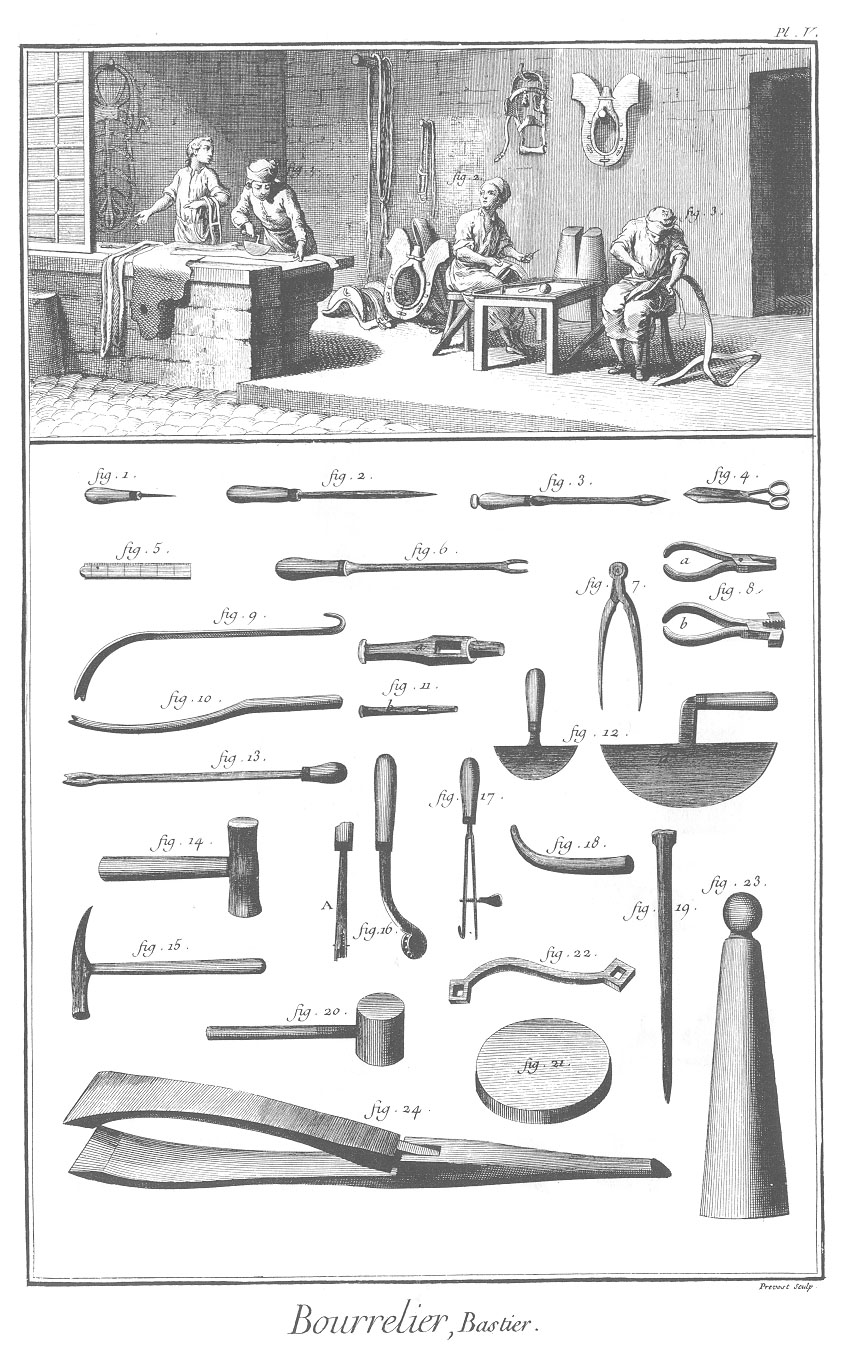 Pl. V.
fig. 1
fig. 2.
fig. 3.
fig. 1.
fig. 2.
fig. 3.
fig. 4.
fig. 5.
fig. 6.
fig. 7.
a
fig. 8.
b
fig. 9.
a
fig. 10.
fig. 11.
b
fig. 12.
fig. 13.
fig. 14.
fig. 17.
fig. 18.
A
fig. 16.
fig. 19.
fig. 23.
fig. 15.
fig. 22.
fig. 20.
fig. 21.
fig. 24.
Prevost Sculp.
Bourrelier, Bastier.